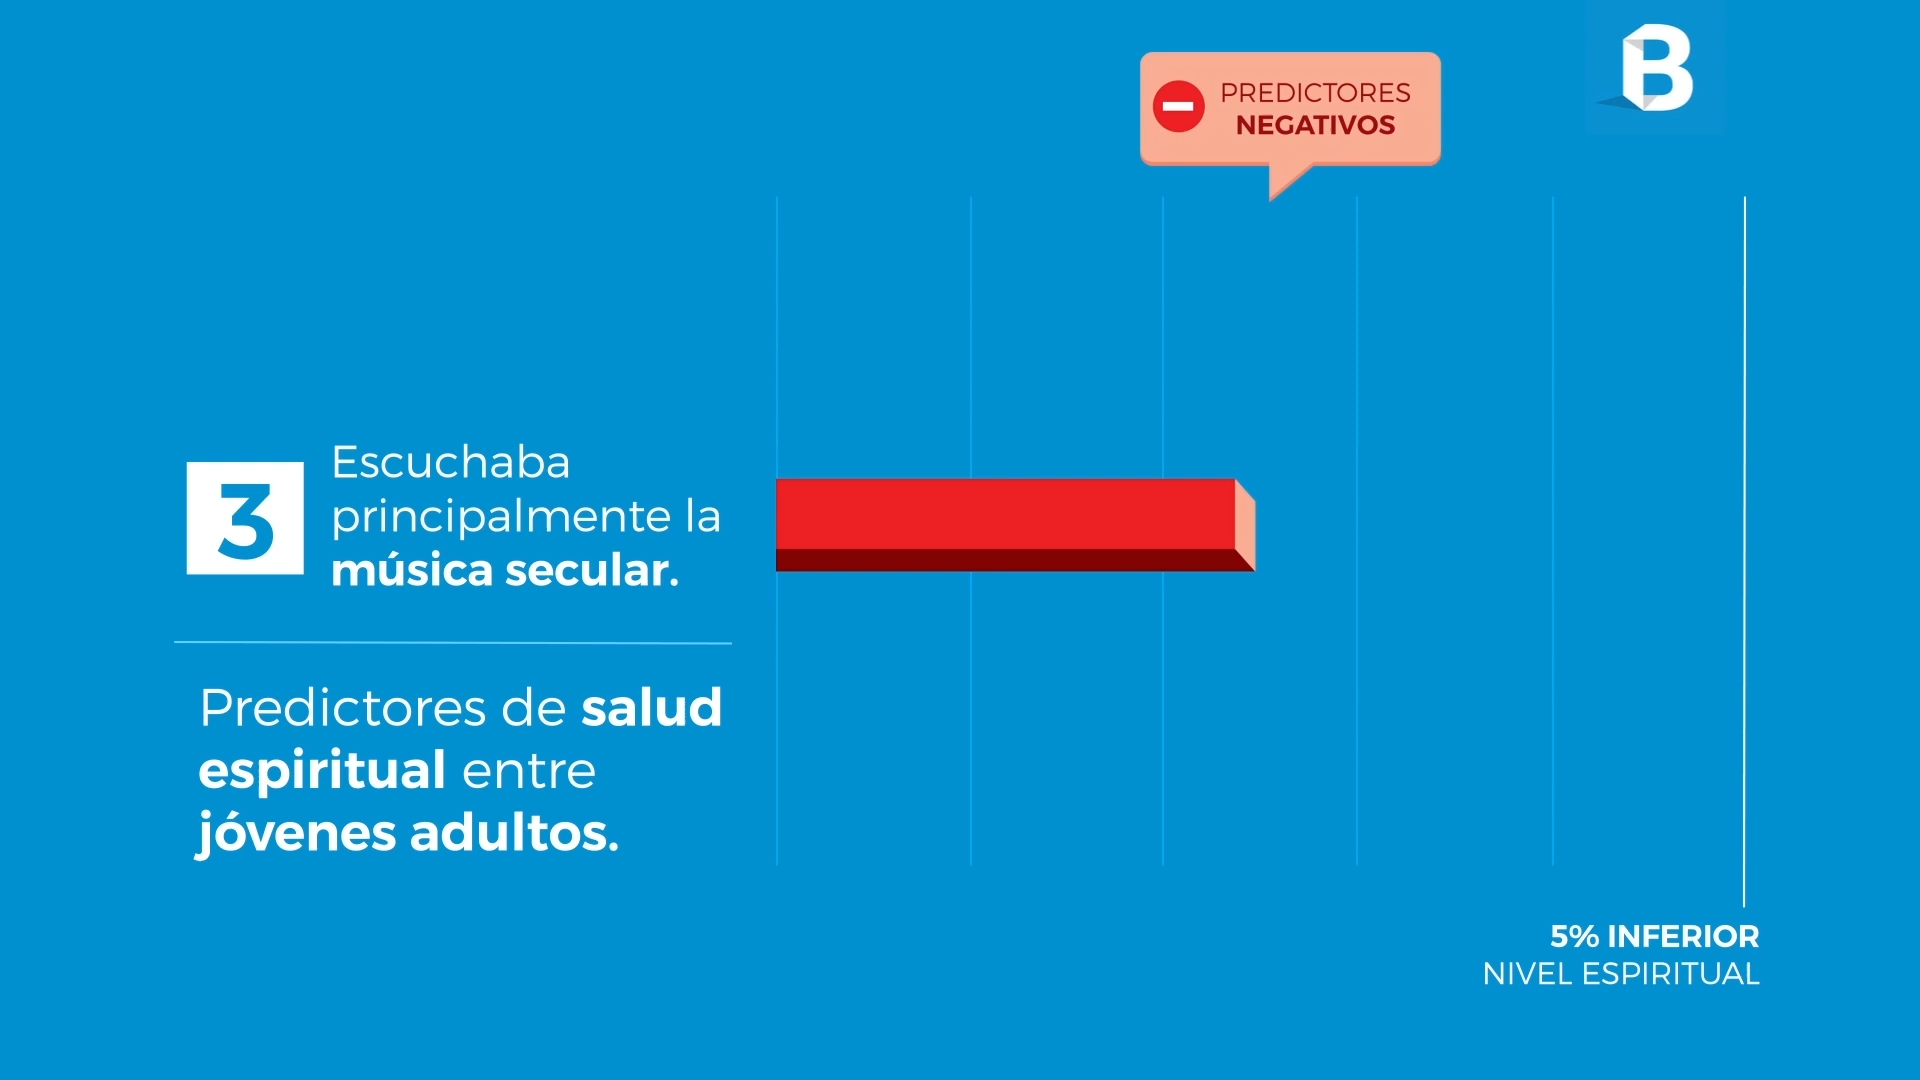 B
PREDICTORES
NEGATIVOS
3
Escuchaba
principalmente la
música secular.
Predictores de salud
espiritual entre
jóvenes adultos.
5% INFERIOR
NIVEL ESPIRITUAL